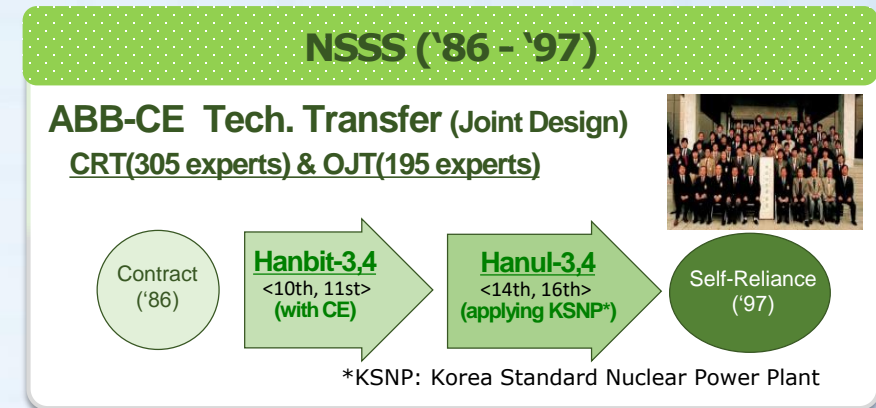 NSSS (‘86 - ‘97)
ABB-CE Tech. Transfer (Joint Design)
CRT(305 experts) & OJT(195 experts)
Contract
(‘86)
Hanbit-3,4
<10th, 11st>
(with CE)
Hanul-3,4
<14th, 16th>
(applying KSNP*)
Self-Reliance
(‘97)
*KSNP: Korea Standard Nuclear Power Plant